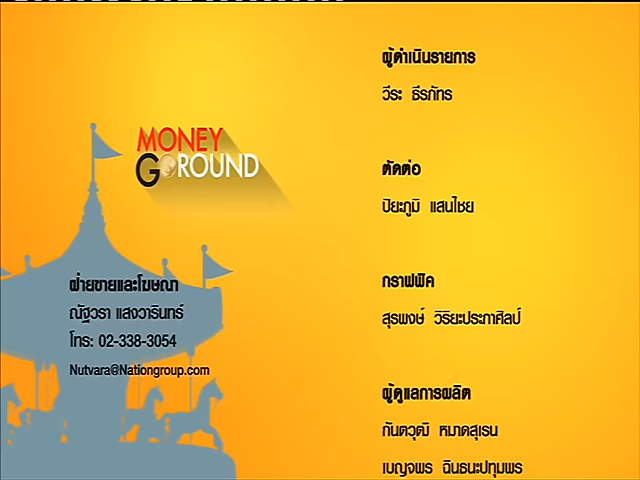 MONEY
GOROUND
ฝ่ายขายและโฆษณา
ณัฐวรา แสงวารินทร์
โทร: 02-338-3054
Nutvara@Nationgroup.com
ผู้ดำเนินรายการ
วีระ ธีรภัทร
ตัดต่อ
ปิยะภูมิ แสนไชย
กราฟฟิค
สุรพงษ์ วิริยะประภาศิลป์
ผู้ดูแลการผลิต
กันตวุฒิ หมาดสุเรน
เบญจพร ฉินธนะปทุมพร